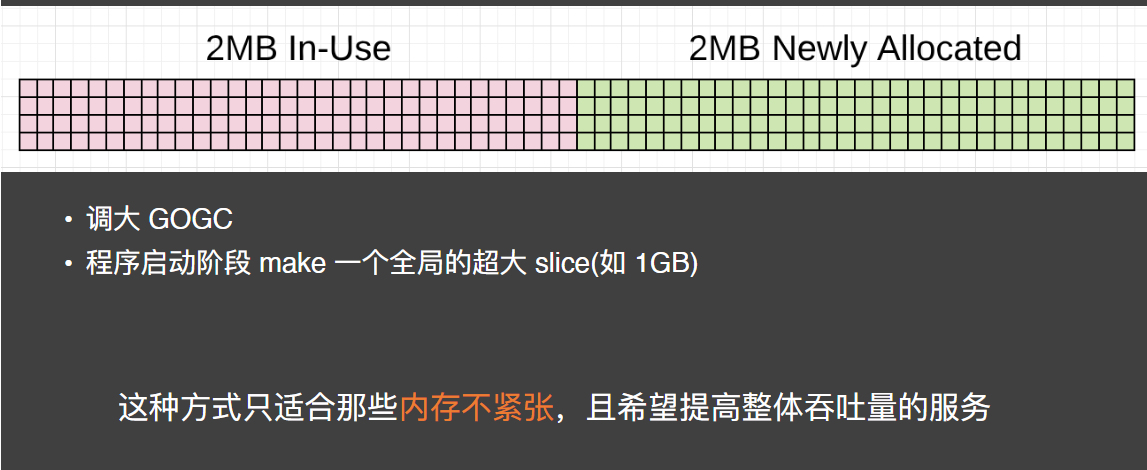 2MB In-Use 2MB Newly Allocated
• 调大 GOGC
• 程序启动阶段 make 一个全局的超大 slice(如 1GB)
这种方式只适合那些内存不紧张，且希望提高整体吞吐量的服务